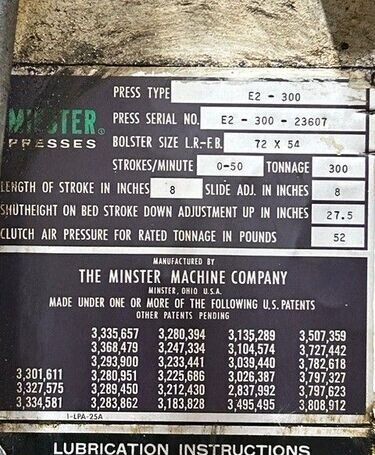 PRESS TYPE E2 - 300
MINSTER® PRESS SERIAL NO. E2 - 300 - 23607
PRESSES BOLSTER SIZE L.R.-F.B. 72 X 54
STROKES/MINUTE 0-50 TONNAGE 300
LENGTH OF STROKE IN INCHES 8 SLIDE ADJ. IN INCHES 8
SHUTHEIGHT ON BED STROKE DOWN ADJUSTMENT UP IN INCHES 27.5
CLUTCH AIR PRESSURE FOR RATED TONNAGE IN POUNDS 52
MANUFACTURED BY
THE MINSTER MACHINE COMPANY
MINSTER, OHIO U.S.A.
MADE UNDER ONE OR MORE OF THE FOLLOWING U.S. PATENTS
OTHER PATENTS PENDING
3,335,657 3,280,394 3,135,289 3,507,359
3,368,479 3,247,334 3,104,574 3,727,442
3,293,900 3,233,441 3,039,440 3,782,618
3,301,611 3,280,951 3,225,686 3,026,387 3,797,327
3,327,575 3,289,450 3,212,430 2,837,992 3,797,623
3,334,581 3,283,862 3,183,828 3,495,495 3,808,912
1-LPA-25A
LUBRICATION INSTRUCTIONS